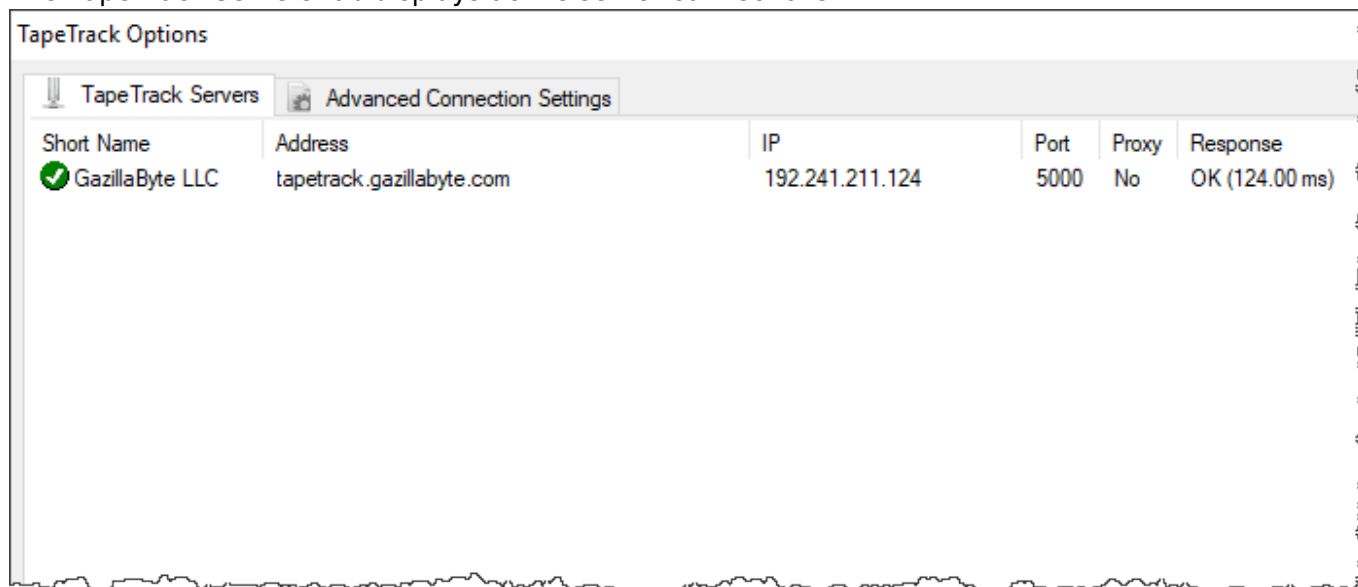 TapeTrack Options
TapeTrack Servers Advanced Connection Settings
Short Name Address IP Port Proxy Response
GazillaByte LLC tapetrack.gazillabyte.com 192.241.211.124 5000 No OK (124.00 ms)